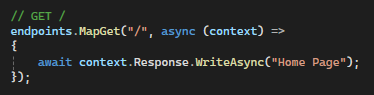 // GET /
endpoints.MapGet("/", async (context) =>
{
    await context.Response.WriteAsync("Home Page");
});